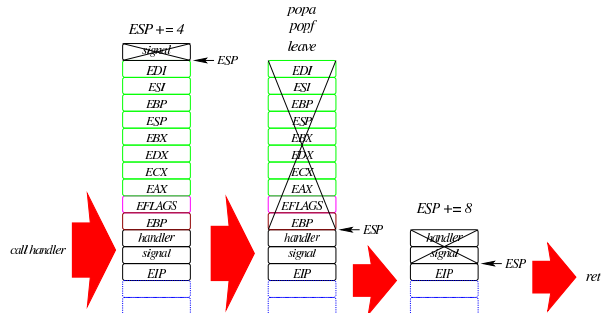 ESP += 4
signal
ESP
EDI
ESI
EBP
ESP
EBX
EDX
ECX
EAX
EFLAGS
EBP
handler
signal
EIP
call handler
popa
popf
leave
EDI
ESI
EBP
ESP
EBX
EDX
ECX
EAX
EFLAGS
EBP
ESP
handler
signal
EIP
ESP += 8
handler
signal
ESP
EIP
ret